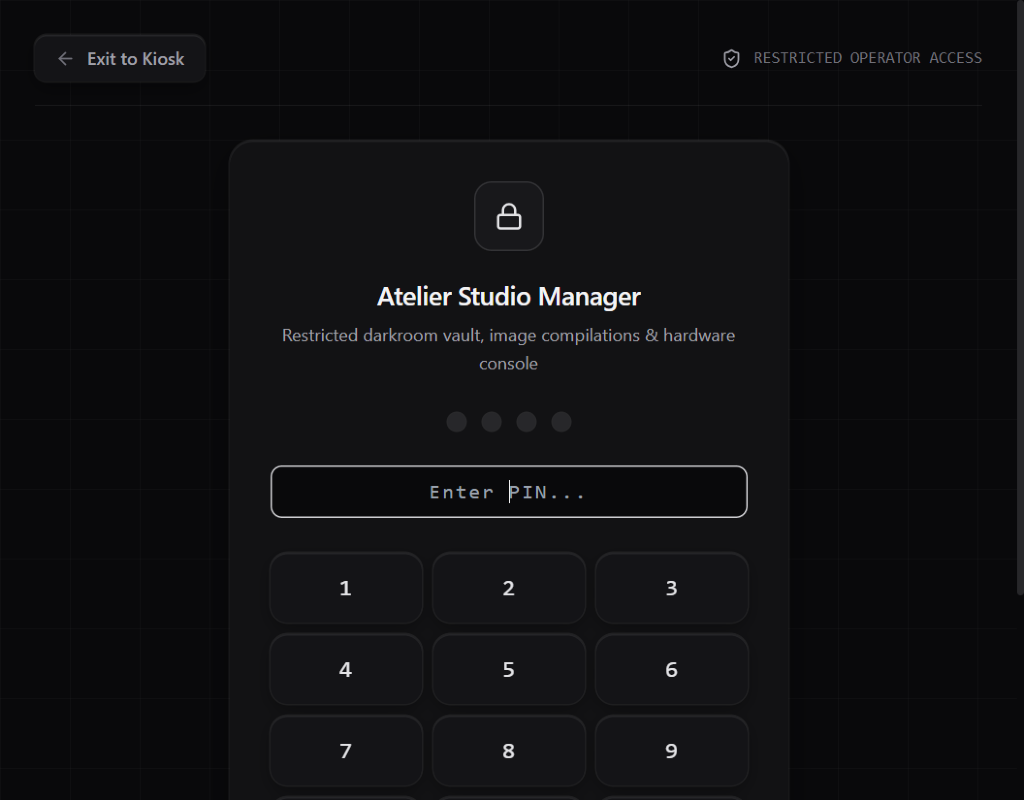 Exit to Kiosk
RESTRICTED OPERATOR ACCESS
Atelier Studio Manager
Restricted darkroom vault, image compilations & hardware
console
Enter PIN...
1 2 3
4 5 6
7 8 9